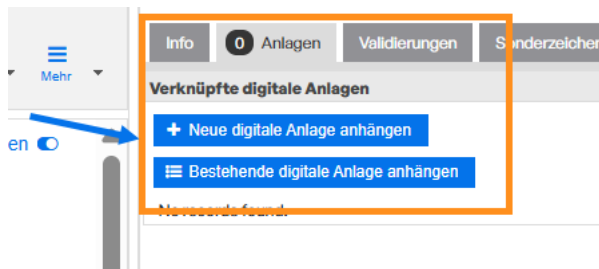 Info 0 Anlagen Validierungen Sonderzeichen
Mehr
Verknüpfte digitale Anlagen
Neue digitale Anlage anhängen
en
Bestehende digitale Anlage anhängen
No records found.